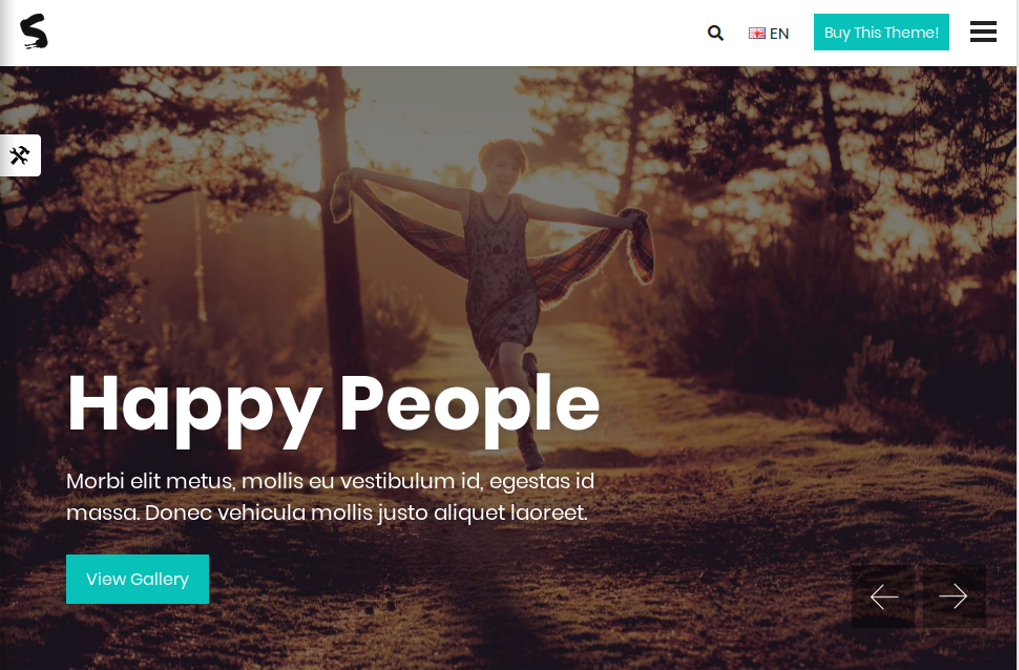 S
EN
Buy This Theme!
Happy People
Morbi elit metus, mollis eu vestibulum id, egestas id
massa. Donec vehicula mollis justo aliquet laoreet.
View Gallery